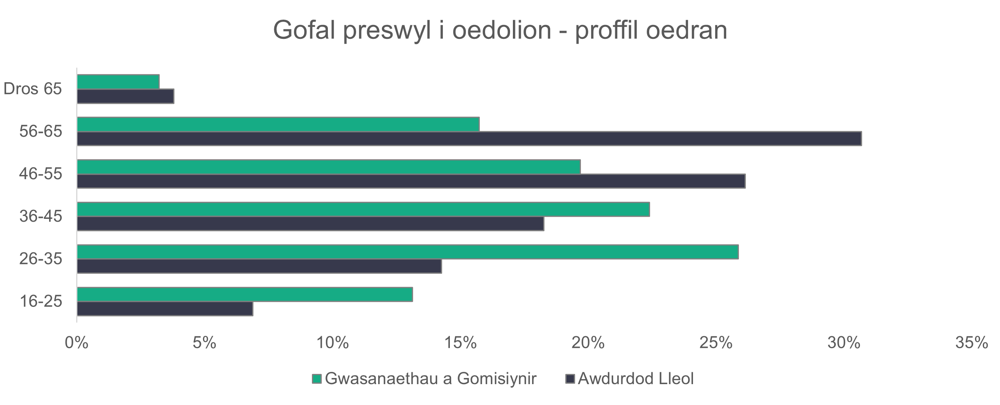 Gofal preswyl i oedolion - proffil oedran
Dros 65
56-65
46-55
36-45
26-35
16-25
0% 5% 10% 15% 20% 25% 30% 35%
Gwasanaethau a Gomisiynir Awdurdod Lleol